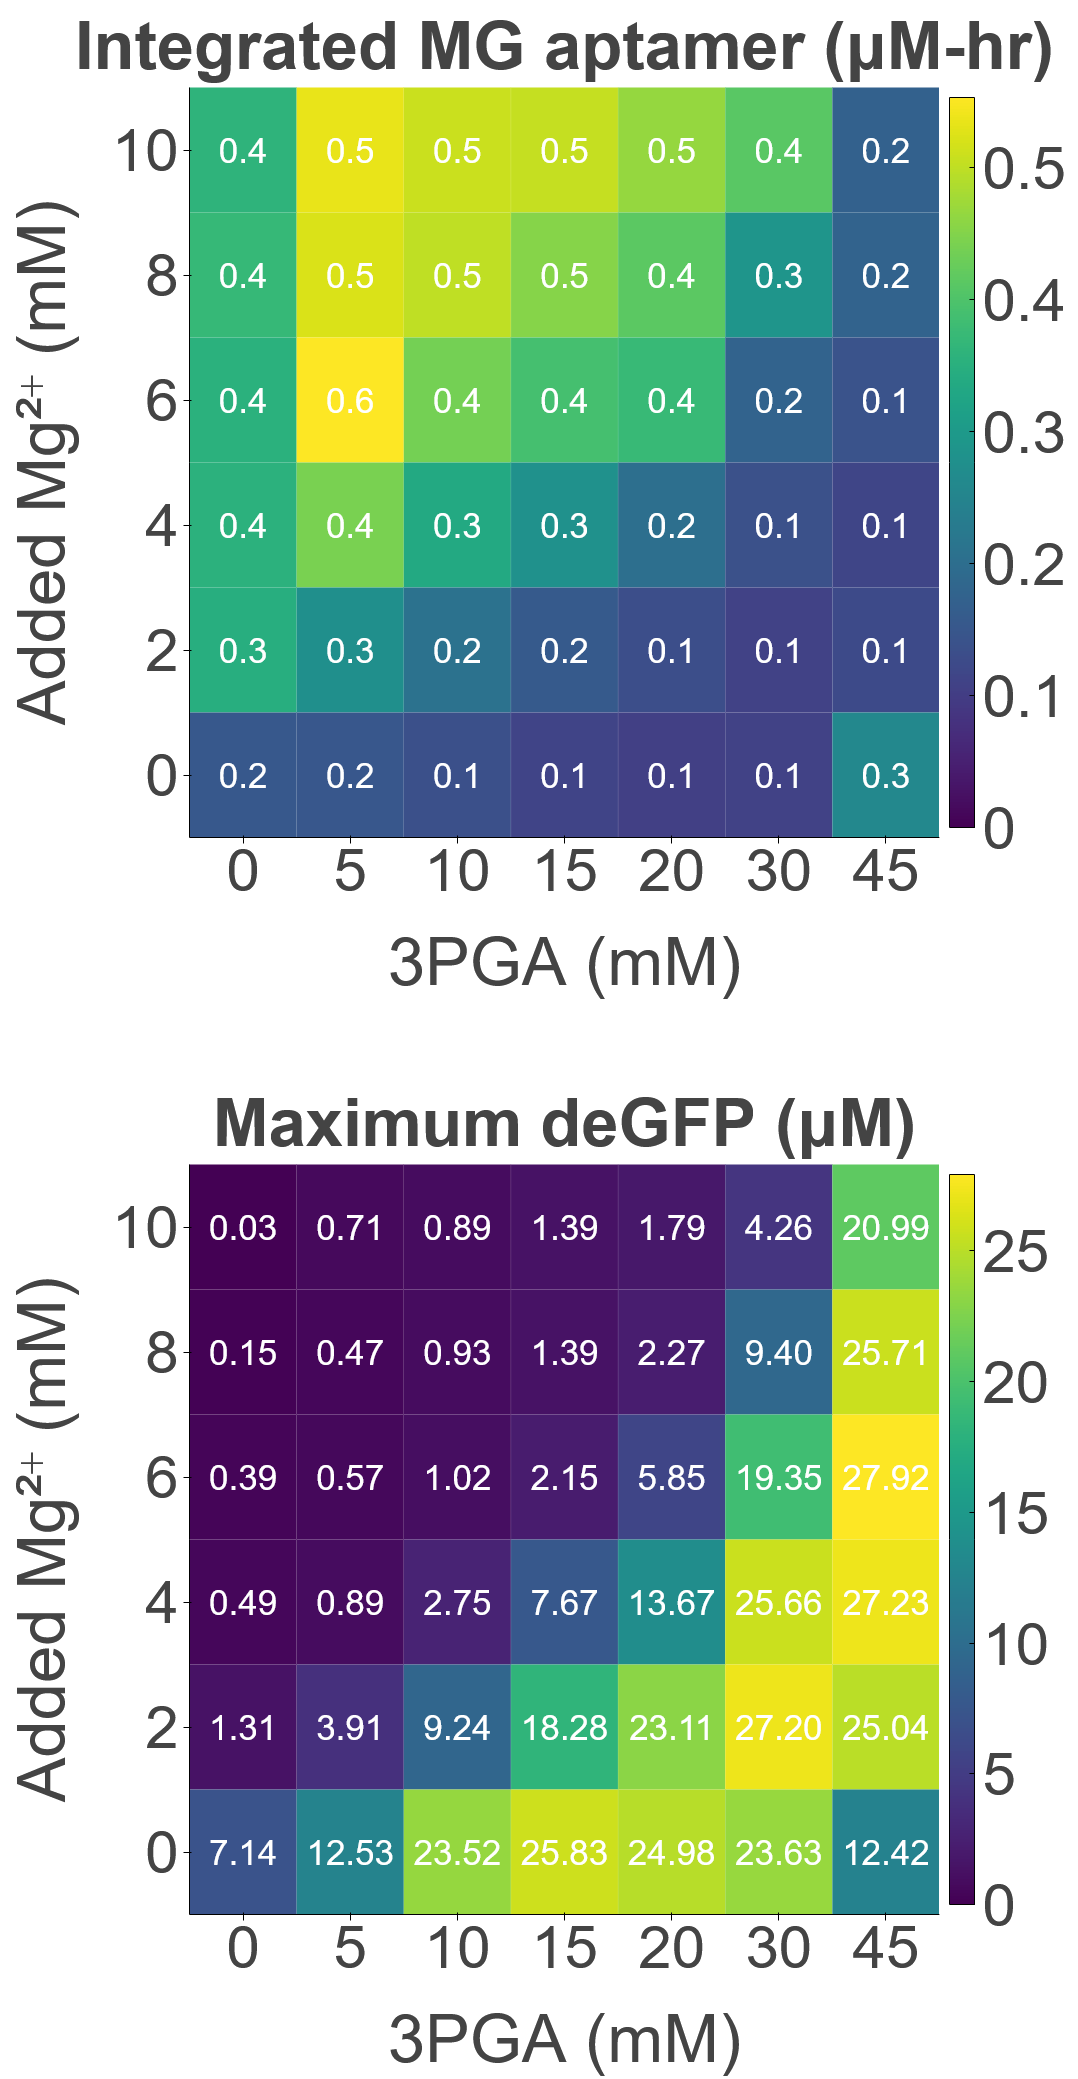 Integrated MG aptamer (µM-hr)
Added Mg²⁺ (mM)
10 0.4 0.5 0.5 0.5 0.5 0.4 0.2
8 0.4 0.5 0.5 0.5 0.4 0.3 0.2
6 0.4 0.6 0.4 0.4 0.4 0.2 0.1
4 0.4 0.4 0.3 0.3 0.2 0.1 0.1
2 0.3 0.3 0.2 0.2 0.1 0.1 0.1
0 0.2 0.2 0.1 0.1 0.1 0.1 0.3
0 5 10 15 20 30 45
3PGA (mM)
0.5
0.4
0.3
0.2
0.1
0
Maximum deGFP (µM)
Added Mg²⁺ (mM)
10 0.03 0.71 0.89 1.39 1.79 4.26 20.99
8 0.15 0.47 0.93 1.39 2.27 9.40 25.71
6 0.39 0.57 1.02 2.15 5.85 19.35 27.92
4 0.49 0.89 2.75 7.67 13.67 25.66 27.23
2 1.31 3.91 9.24 18.28 23.11 27.20 25.04
0 7.14 12.53 23.52 25.83 24.98 23.63 12.42
0 5 10 15 20 30 45
3PGA (mM)
25
20
15
10
5
0